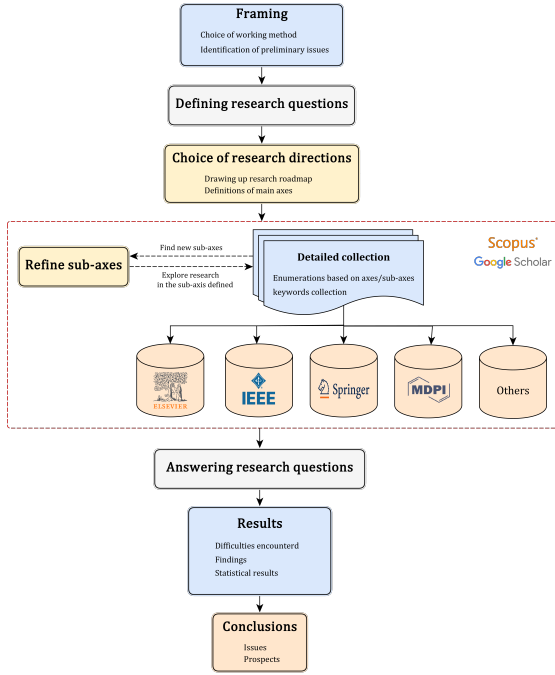 Framing
Choice of working method
Identification of preliminary issues
Defining research questions
Choice of research directions
Drawing up resarch roadmap
Definitions of main axes
Scopus®
Google Scholar
Find new sub-axes
Refine sub-axes
Explore research
in the sub-axis defined
Detailed collection
Enumerations based on axes/sub-axes
keywords collection
ELSEVIER
IEEE
Springer
MDPI
Others
Answering research questions
Results
Difficulties encounterd
Findings
Statistical results
Conclusions
Issues
Prospects